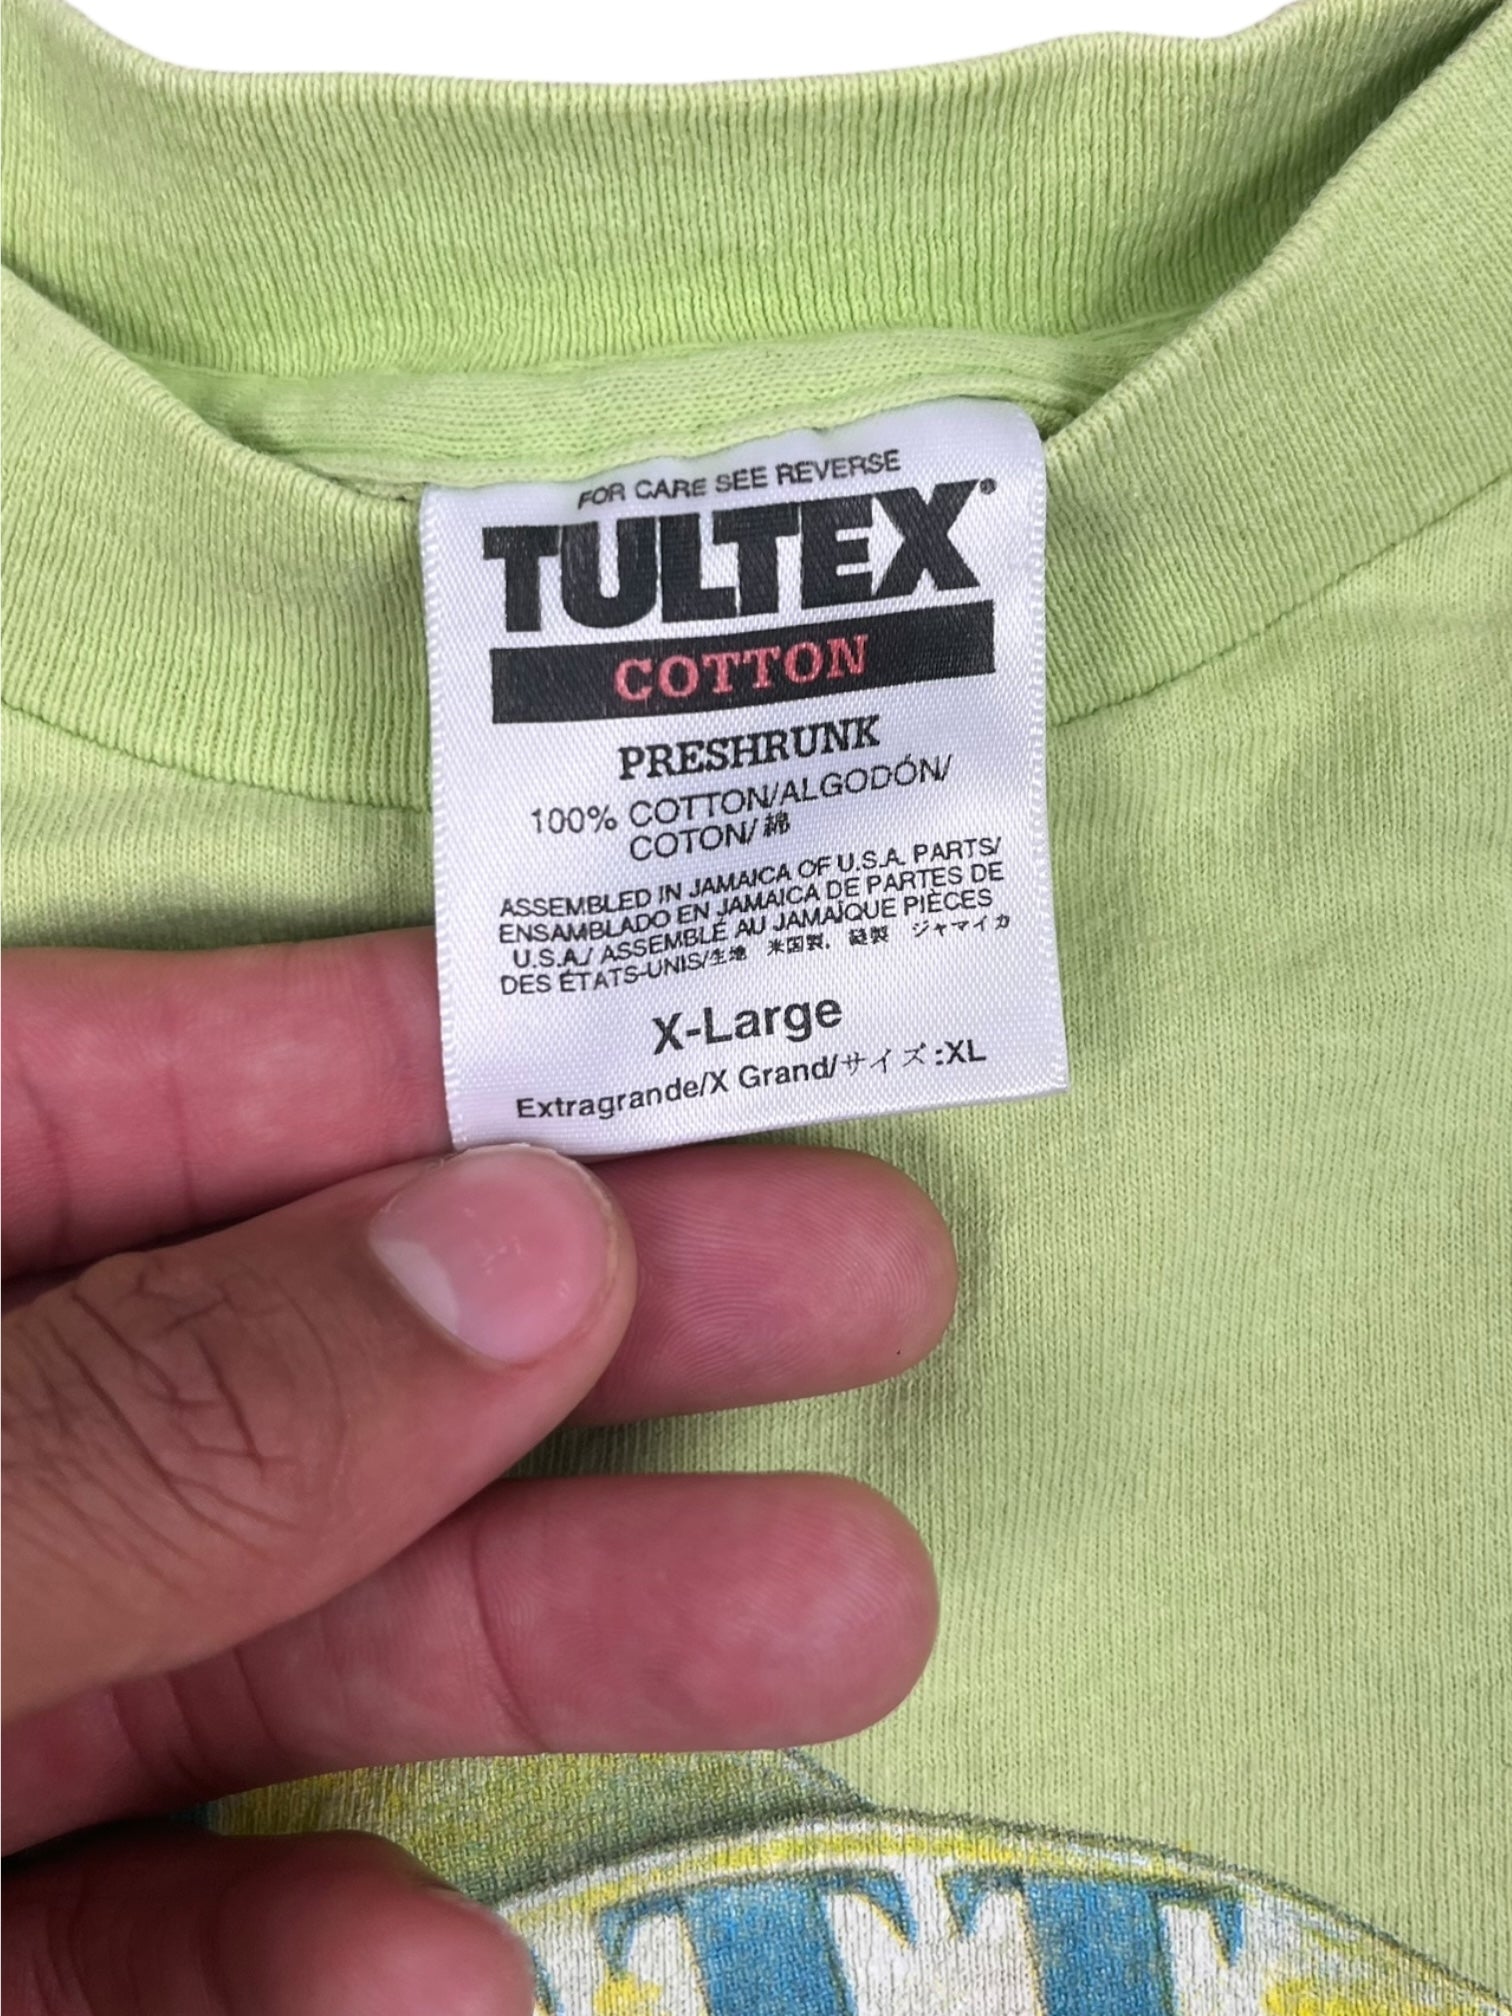 FOR CARE SEE REVERSE
TULTEX®
COTTON
PRESHRUNK
100% COTTON/ALGODÓN/
COTON/綿
ASSEMBLED IN JAMAICA OF U.S.A. PARTS/
ENSAMBLADO EN JAMAICA DE PARTES DE
U.S.A./ ASSEMBLÉ AU JAMAÏQUE PIÈCES
DES ÉTATS-UNIS/生地 米国製, 縫製 ジャマイカ
X-Large
Extragrande/X Grand/サイズ:XL